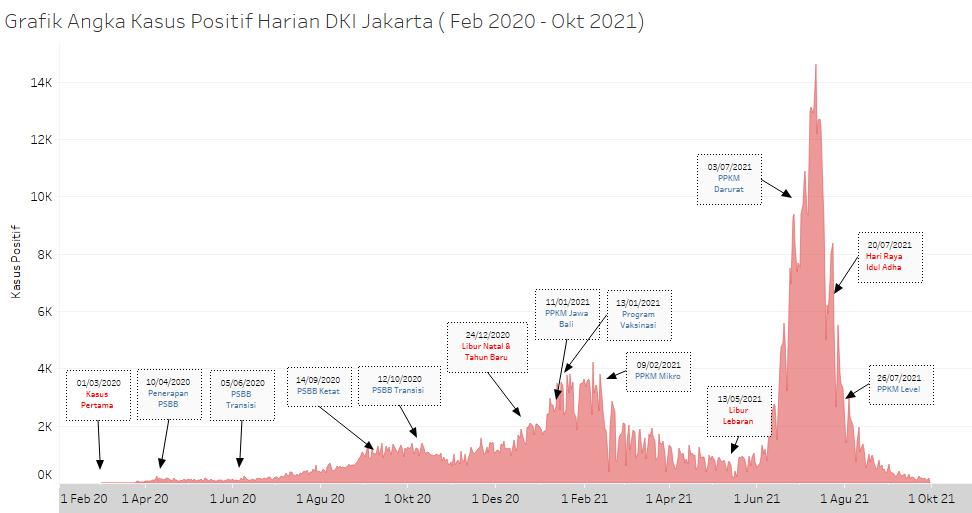 Grafik Angka Kasus Positif Harian DKI Jakarta ( Feb 2020 - Okt 2021)
Kasus Positif
14K
12K
10K
8K
6K
4K
2K
0K
01/03/2020
Kasus
Pertama
10/04/2020
Penerapan
PSBB
05/06/2020
PSBB
Transisi
14/09/2020
PSBB Ketat
12/10/2020
PSBB Transisi
24/12/2020
Libur Natal &
Tahun Baru
11/01/2021
PPKM Jawa
Bali
13/01/2021
Program
Vaksinasi
09/02/2021
PPKM Mikro
13/05/2021
Libur
Lebaran
03/07/2021
PPKM
Darurat
20/07/2021
Hari Raya
Idul Adha
26/07/2021
PPKM Level
1 Feb 20
1 Apr 20
1 Jun 20
1 Agu 20
1 Okt 20
1 Des 20
1 Feb 21
1 Apr 21
1 Jun 21
1 Agu 21
1 Okt 21